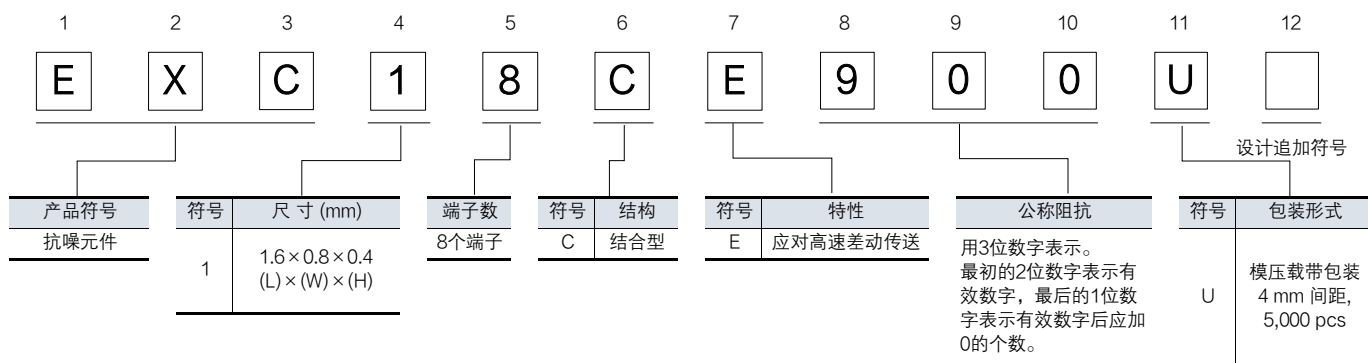 1 2 3 4 5 6 7 8 9 10 11 12
E X C 1 8 C E 9 0 0 U
设计追加符号
产品符号
抗噪元件
符号 尺 寸 (mm)
1 1.6×0.8×0.4
(L)×(W)×(H)
端子数
8个端子
符号 结构
C 结合型
符号 特性
E 应对高速差动传送
公称阻抗
用3位数字表示。
最初的2位数字表示有
效数字，最后的1位数
字表示有效数字后应加
0的个数。
符号 包装形式
U 模压载带包装
4 mm 间距,
5,000 pcs